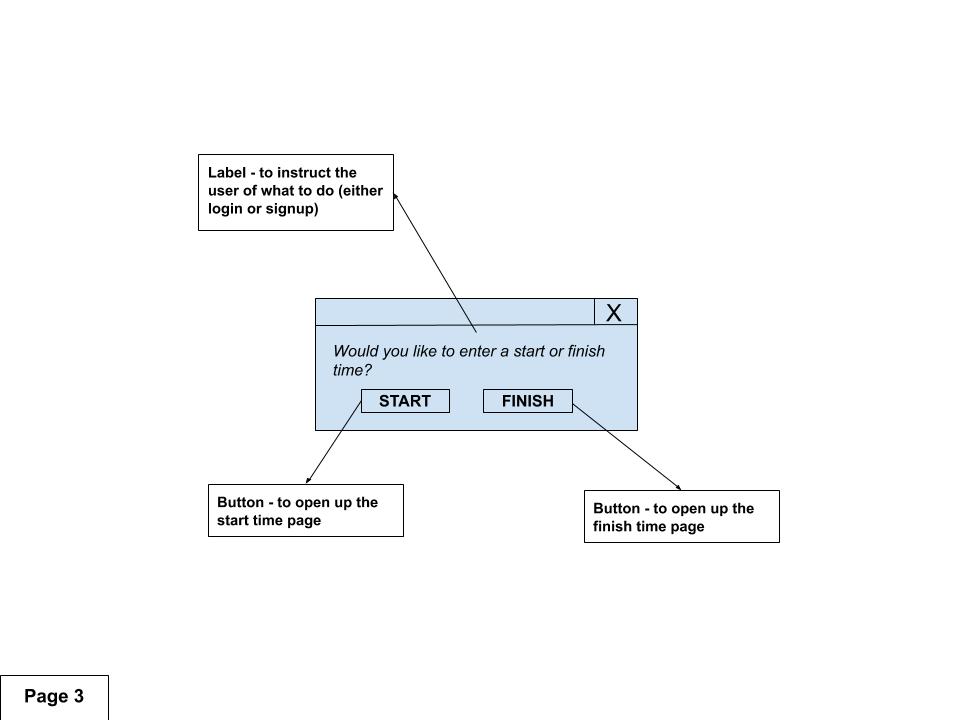 Label - to instruct the
user of what to do (either
login or signup)
X
Would you like to enter a start or finish
time?
START
FINISH
Button - to open up the
start time page
Button - to open up the
finish time page
Page 3